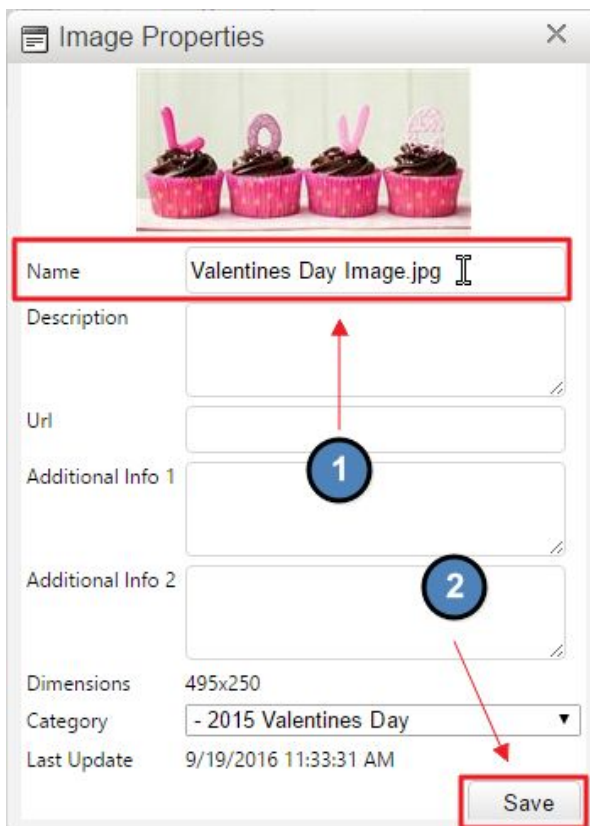 Image Properties
L O V E
Name Valentines Day Image.jpg
Description
Url
Additional Info 1
1
Additional Info 2
2
Dimensions 495x250
Category - 2015 Valentines Day
Last Update 9/19/2016 11:33:31 AM
Save